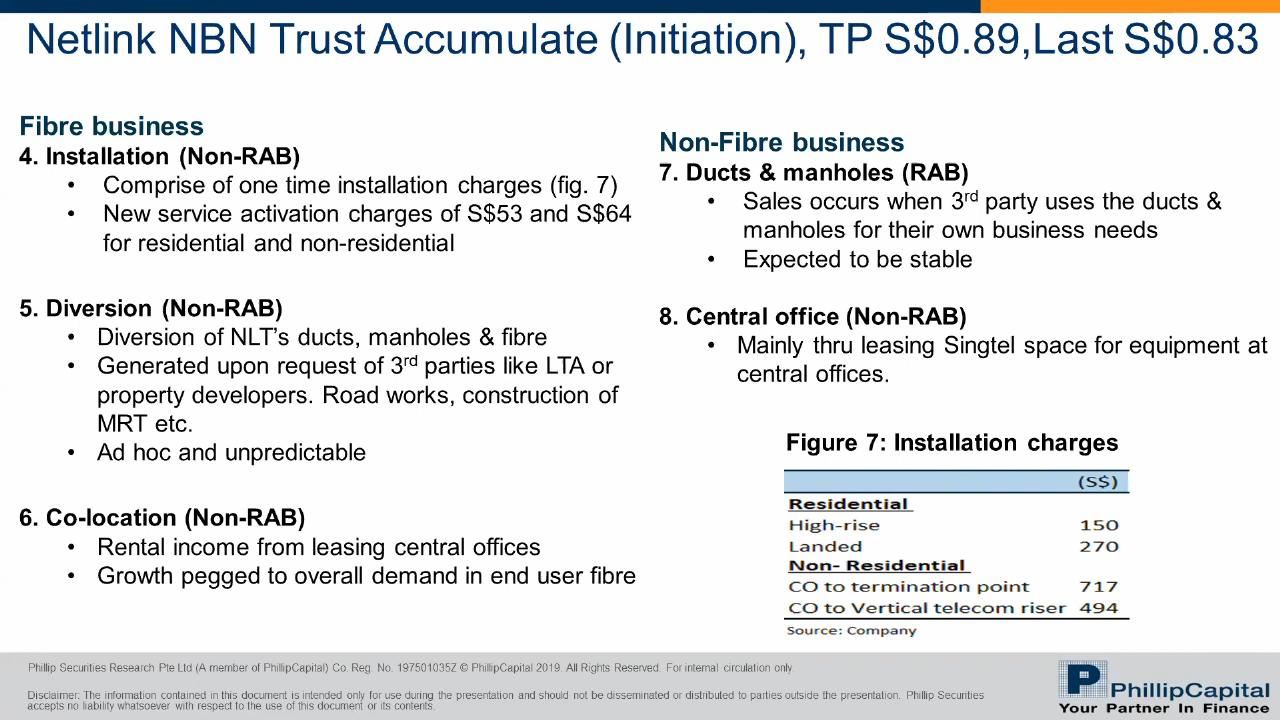 Netlink NBN Trust Accumulate (Initiation), TP S$0.89,Last S$0.83
Fibre business
4. Installation (Non-RAB)
• Comprise of one time installation charges (fig. 7)
• New service activation charges of S$53 and S$64
for residential and non-residential
5. Diversion (Non-RAB)
• Diversion of NLT’s ducts, manholes & fibre
• Generated upon request of 3rd parties like LTA or
property developers. Road works, construction of
MRT etc.
• Ad hoc and unpredictable
6. Co-location (Non-RAB)
• Rental income from leasing central offices
• Growth pegged to overall demand in end user fibre
Non-Fibre business
7. Ducts & manholes (RAB)
• Sales occurs when 3rd party uses the ducts &
manholes for their own business needs
• Expected to be stable
8. Central office (Non-RAB)
• Mainly thru leasing Singtel space for equipment at
central offices.
Figure 7: Installation charges
(S$)
Residential
High-rise 150
Landed 270
Non- Residential
CO to termination point 717
CO to Vertical telecom riser 494
Source: Company
Phillip Securities Research Pte Ltd (A member of PhillipCapital) Co. Reg. No. 197501035Z © PhillipCapital 2019. All Rights Reserved. For internal circulation only.
Disclaimer: The information contained in this document is intended only for use during the presentation and should not be disseminated or distributed to parties outside the presentation. Phillip Securities
accepts no liability whatsoever with respect to the use of this document or its contents.
P PhillipCapital
Your Partner In Finance